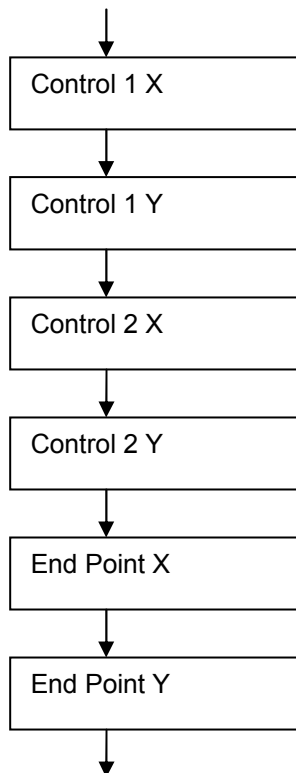 Control 1 X
Control 1 Y
Control 2 X
Control 2 Y
End Point X
End Point Y